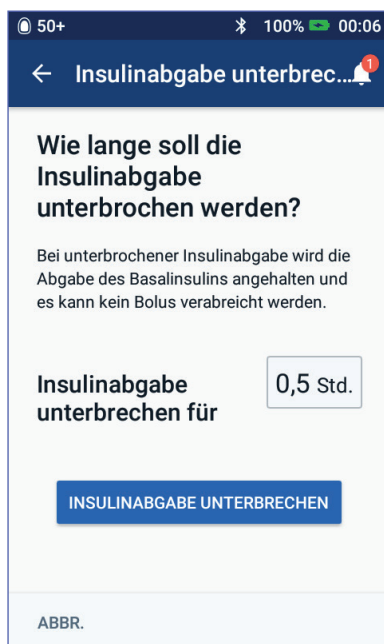 50+ 100% 00:06
Insulinabgabe unterbrec... 1
Wie lange soll die
Insulinabgabe
unterbrochen werden?
Bei unterbrochener Insulinabgabe wird die
Abgabe des Basalinsulins angehalten und
es kann kein Bolus verabreicht werden.
Insulinabgabe
unterbrechen für
0,5 Std.
INSULINABGABE UNTERBRECHEN
ABBR.